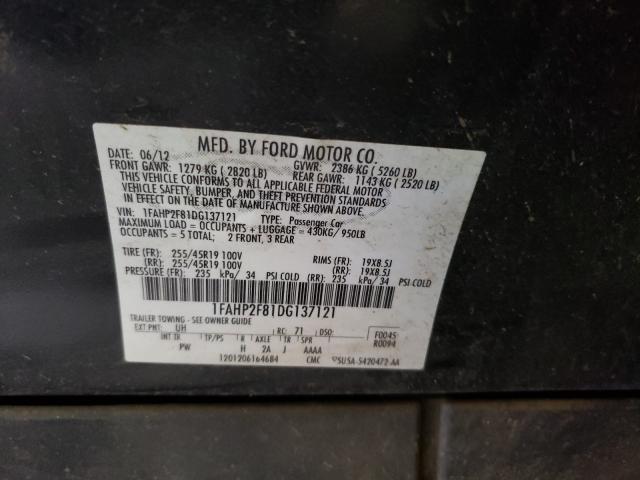 MFD. BY FORD MOTOR CO.
DATE: 06/12 GVWR: 2386 KG ( 5260 LB)
FRONT GAWR: 1279 KG ( 2820 LB) REAR GAWR: 1143 KG ( 2520 LB)
THIS VEHICLE CONFORMS TO ALL APPLICABLE FEDERAL MOTOR
VEHICLE SAFETY, BUMPER, AND THEFT PREVENTION STANDARDS
IN EFFECT ON THE DATE OF MANUFACTURE SHOWN ABOVE.
VIN: 1FAHP2F81DG137121 TYPE: Passenger Car
MAXIMUM LOAD = OCCUPANTS + LUGGAGE = 430KG/ 950LB
OCCUPANTS = 5 TOTAL; 2 FRONT, 3 REAR
TIRE (FR): 255/45R19 100V RIMS (FR): 19X8.5J
(RR): 255/45R19 100V (RR): 19X8.5J
PRESSURE (FR): 235 kPa/ 34 PSI COLD (RR): 235 kPa/ 34 PSI COLD
1FAHP2F81DG137121
TRAILER TOWING - SEE OWNER GUIDE
EXT PNT: UH RC: 71 DSO: F0045
INT TR TP/PS R AXLE TR SPR R0094
PW H 2A J AAAA
1201206164684 CMC 5U5A-5420472-AA